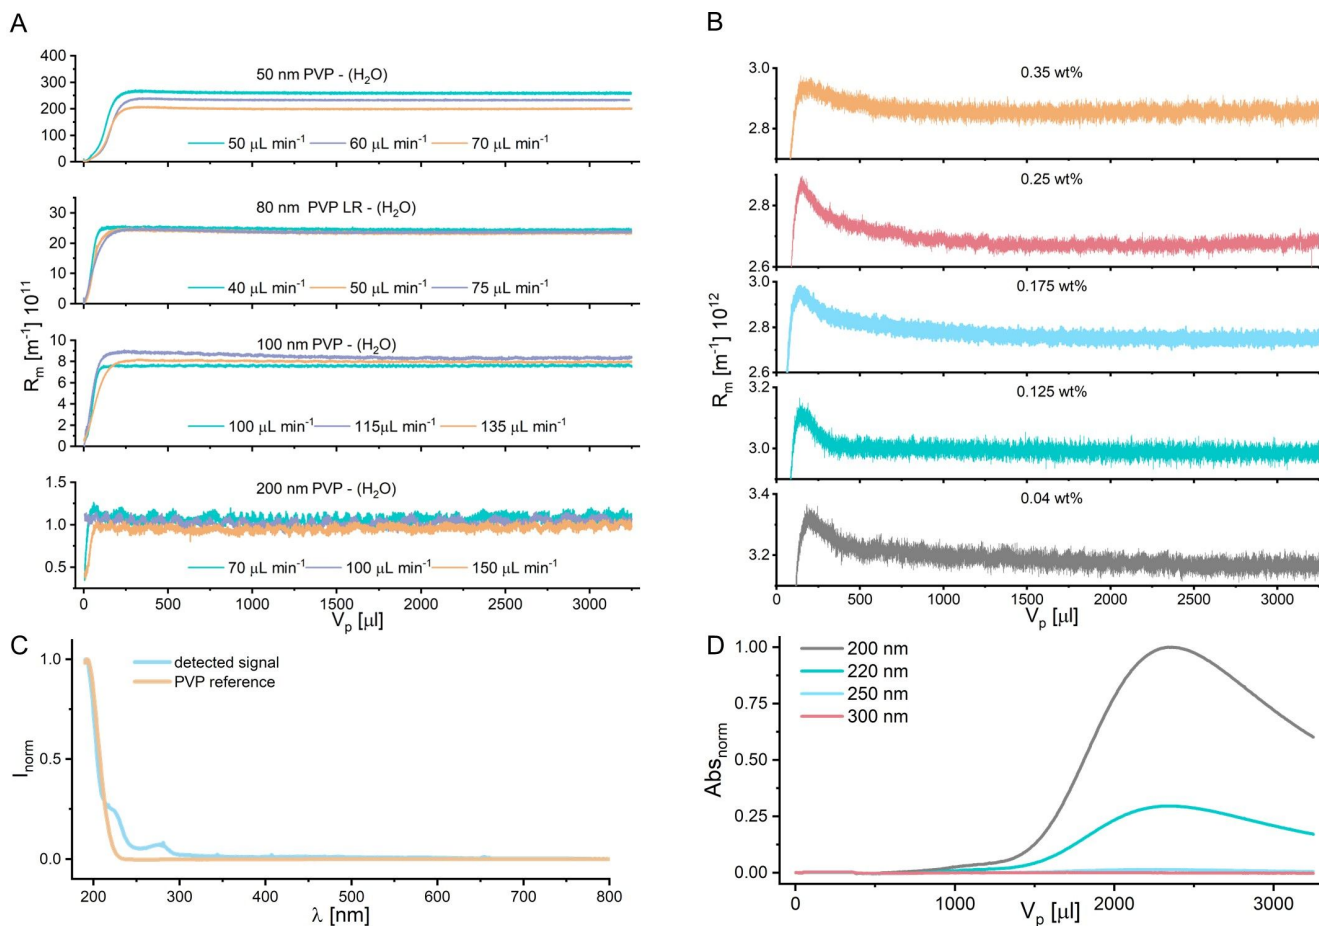 A
400
300
200
100
0
50 nm PVP - (H₂O)
50 μL min⁻¹ 60 μL min⁻¹ 70 μL min⁻¹
30
20
10
0
80 nm PVP LR - (H₂O)
40 μL min⁻¹ 50 μL min⁻¹ 75 μL min⁻¹
Rₘ [m⁻¹] 10¹¹
10
8
6
4
2
0
100 nm PVP - (H₂O)
100 μL min⁻¹ 115μL min⁻¹ 135 μL min⁻¹
1.5
1.0
0.5
200 nm PVP - (H₂O)
70 μL min⁻¹ 100 μL min⁻¹ 150 μL min⁻¹
0 500 1000 1500 2000 2500 3000
Vₚ [μl]
B
3.0
2.8
0.35 wt%
2.8
2.6
0.25 wt%
3.0
2.8
2.6
0.175 wt%
Rₘ [m⁻¹] 10¹²
3.2
3.0
0.125 wt%
3.4
3.2
0.04 wt%
0 500 1000 1500 2000 2500 3000
Vₚ [μl]
C
1.0
0.5
0.0
Iₙₒᵣₘ
detected signal
PVP reference
200 300 400 500 600 700 800
λ [nm]
D
1.00
0.75
0.50
0.25
0.00
Absₙₒᵣₘ
200 nm
220 nm
250 nm
300 nm
0 1000 2000 3000
Vₚ [μl]